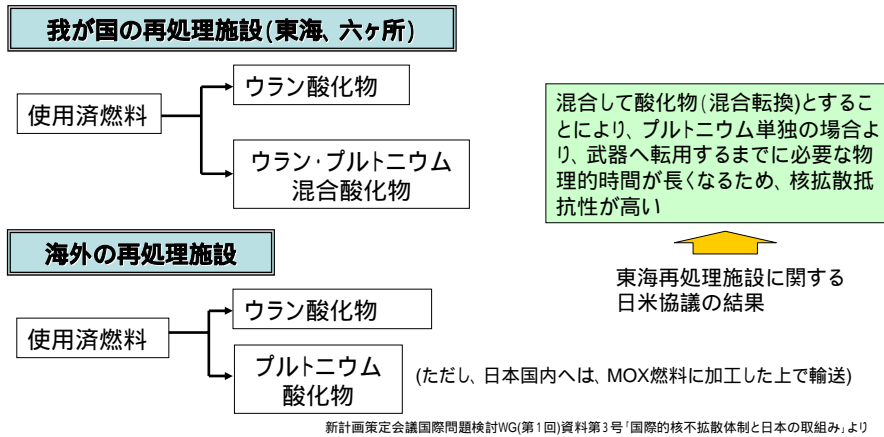 我が国の再処理施設(東海、六ヶ所)
使用済燃料
ウラン酸化物
ウラン・プルトニウム
混合酸化物
混合して酸化物(混合転換)とするこ
とにより、プルトニウム単独の場合よ
り、武器へ転用するまでに必要な物
理的時間が長くなるため、核拡散抵
抗性が高い
東海再処理施設に関する
日米協議の結果
海外の再処理施設
使用済燃料
ウラン酸化物
プルトニウム
酸化物
(ただし、日本国内へは、MOX燃料に加工した上で輸送)
新計画策定会議国際問題検討WG(第1回)資料第3号「国際的核不拡散体制と日本の取組み」より